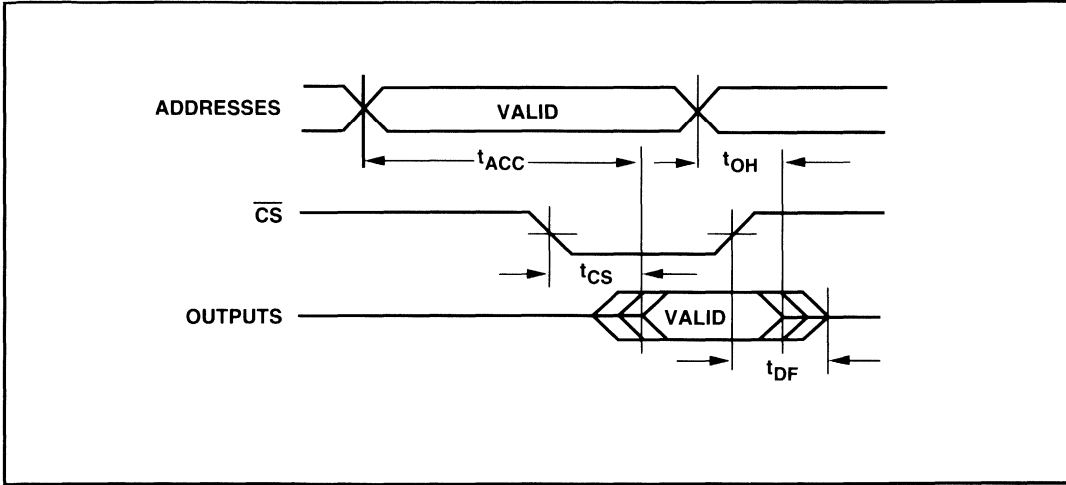 ADDRESSES
VALID
tACC
tOH
CS
tCS
OUTPUTS
VALID
tDF